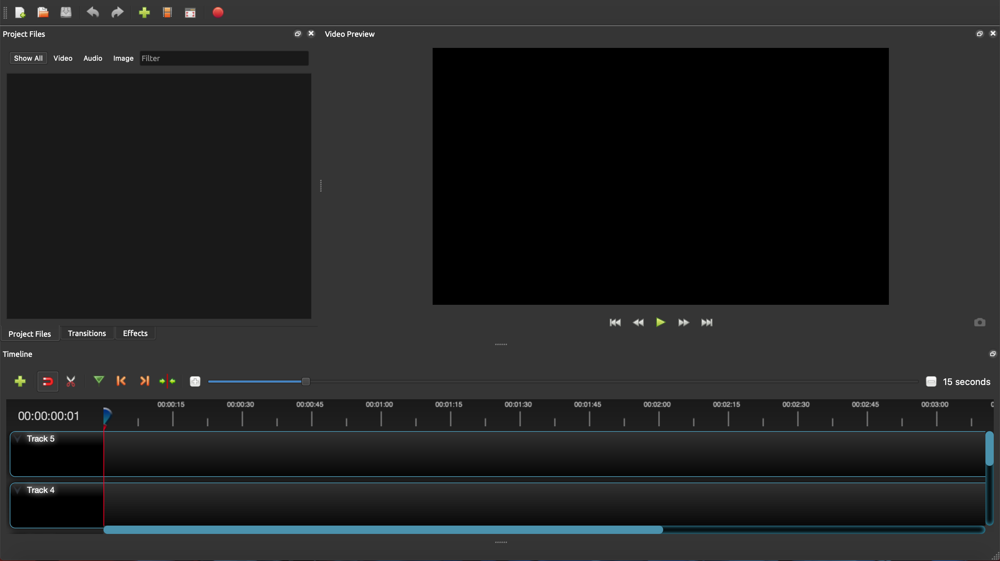 Project Files
Video Preview
Show All Video Audio Image Filter
Project Files Transitions Effects
Timeline
15 seconds
00:00:15 00:00:30 00:00:45 00:01:00 00:01:15 00:01:30 00:01:45 00:02:00 00:02:15 00:02:30 00:02:45 00:03:00
00:00:00:01
Track 5
Track 4